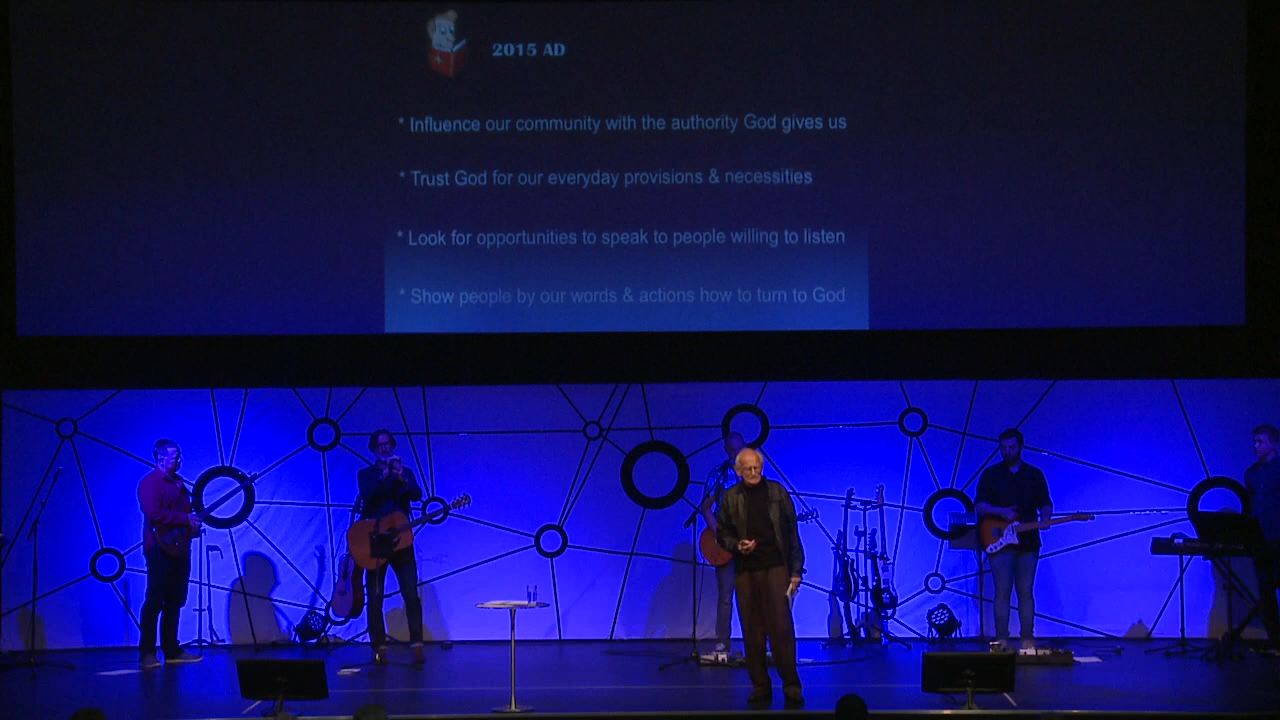 2015 AD
* Influence our community with the authority God gives us
* Trust God for our everyday provisions & necessities
* Look for opportunities to speak to people willing to listen
* Show people by our words & actions how to turn to God